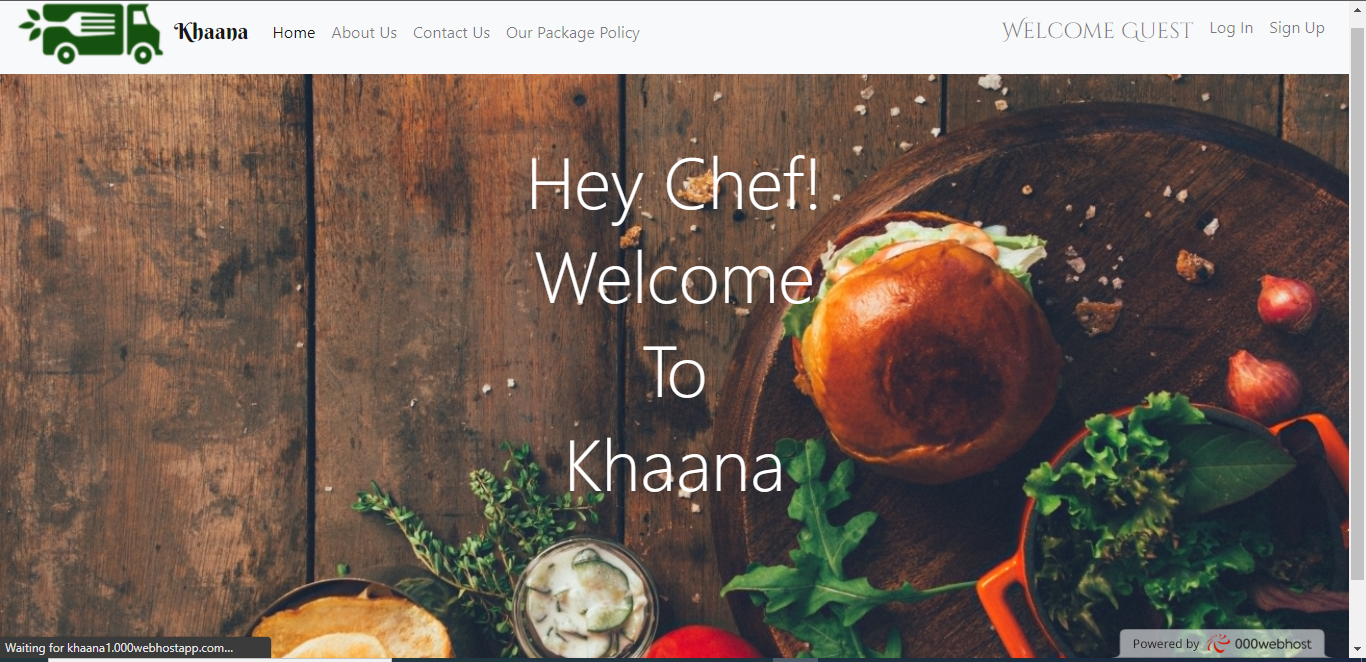 Khaana Home About Us Contact Us Our Package Policy Welcome Guest Log In Sign Up
Hey Chef!
Welcome
To
Khaana
Waiting for khaana1.000webhostapp.com...
Powered by 000webhost